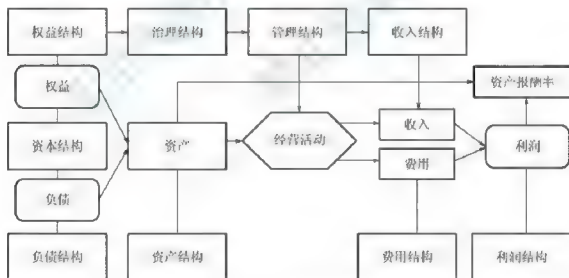 权益结构
治理结构
管理结构
收入结构
权益
资产报酬率
资本结构
资产
经营活动
收入
费用
利润
负债
负债结构
资产结构
费用结构
利润结构